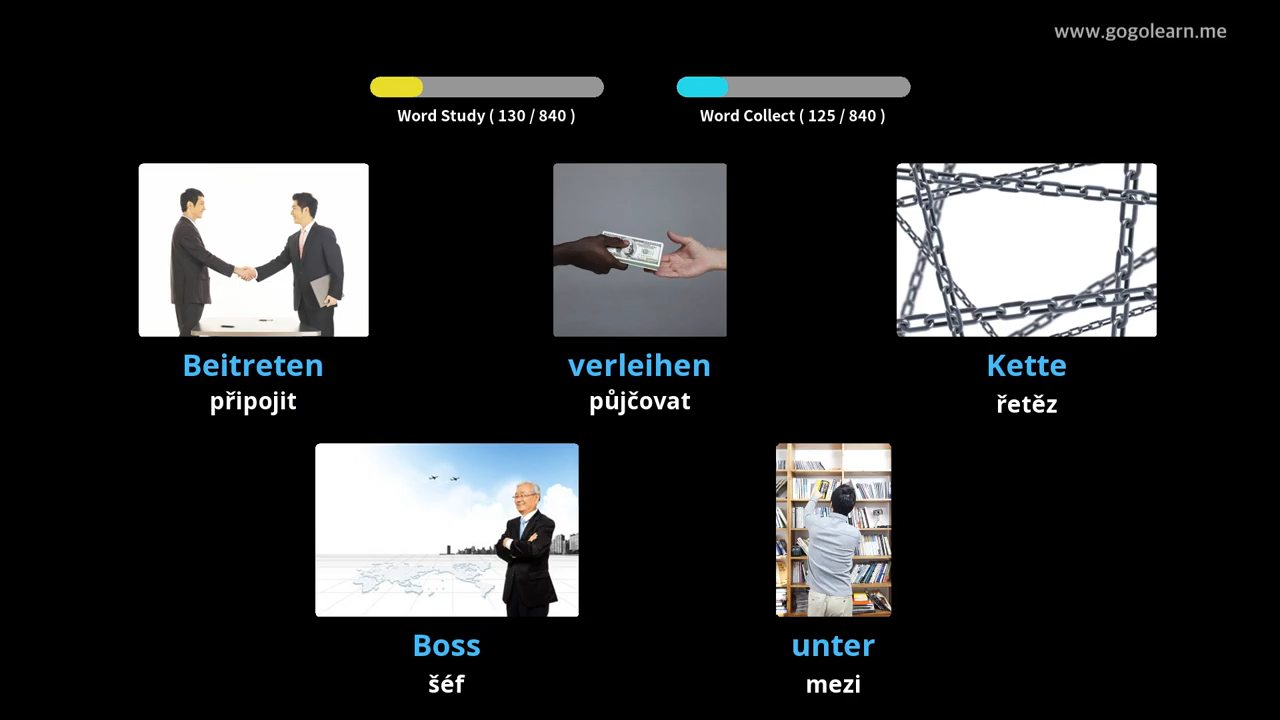 www.gogolearn.me
Word Study ( 130 / 840 )
Word Collect ( 125 / 840 )
Beitreten
připojit
verleihen
půjčovat
Kette
řetěz
Boss
šéf
unter
mezi